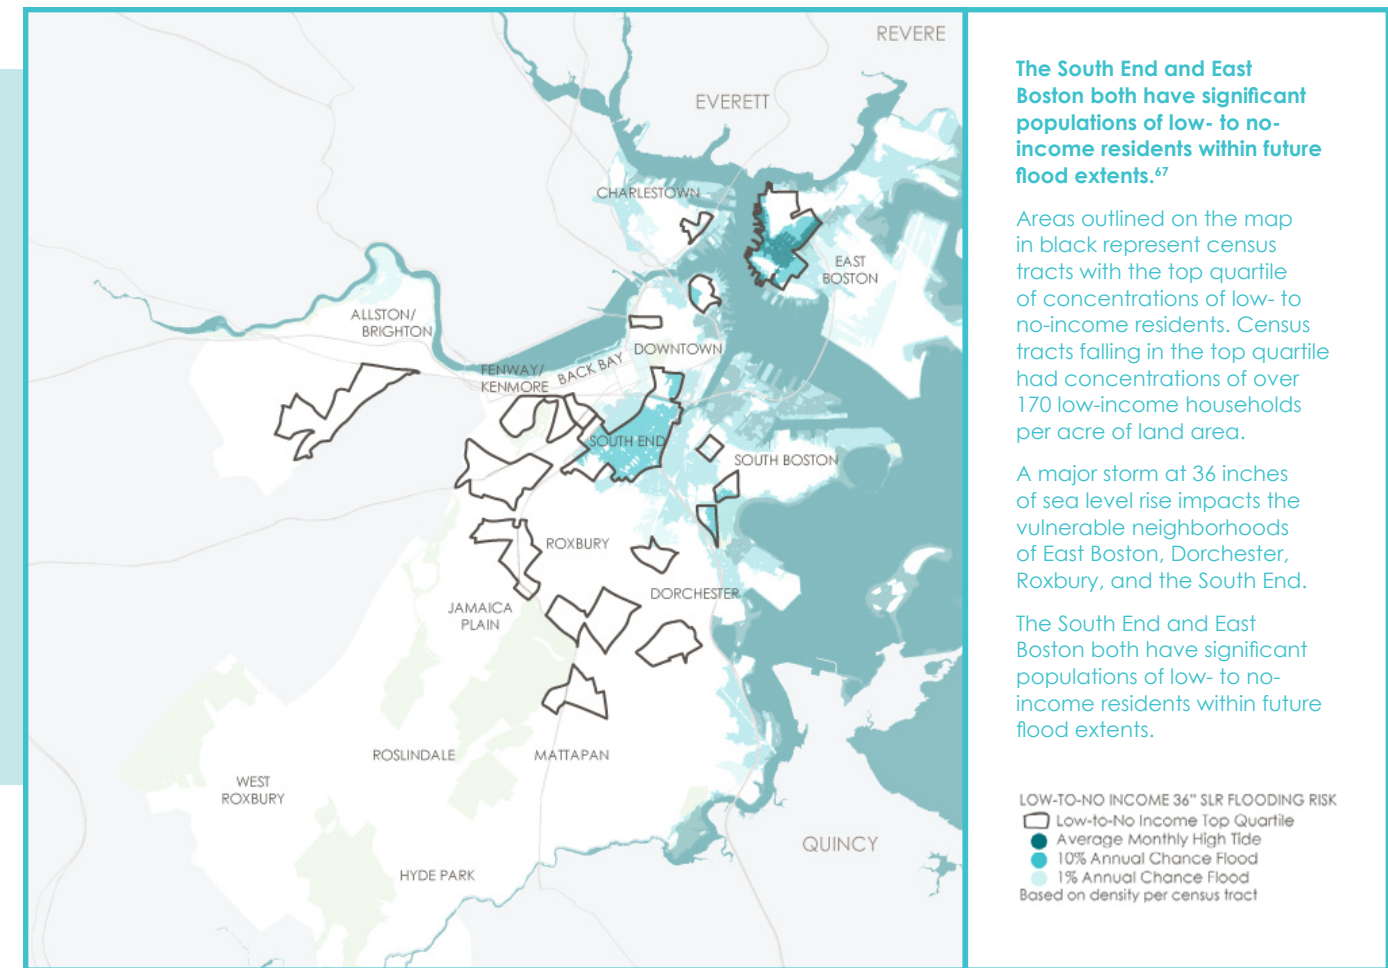 REVERE
EVERETT
CHARLESTOWN
EAST
BOSTON
ALLSTON/
BRIGHTON
DOWNTOWN
BACK BAY
FENWAY/
KENMORE
SOUTH END
SOUTH BOSTON
ROXBURY
DORCHESTER
JAMAICA
PLAIN
ROSLINDALE
MATTAPAN
WEST
ROXBURY
QUINCY
HYDE PARK
The South End and East
Boston both have significant
populations of low- to no-
income residents within future
flood extents.⁶⁷
Areas outlined on the map
in black represent census
tracts with the top quartile
of concentrations of low- to
no-income residents. Census
tracts falling in the top quartile
had concentrations of over
170 low-income households
per acre of land area.
A major storm at 36 inches
of sea level rise impacts the
vulnerable neighborhoods
of East Boston, Dorchester,
Roxbury, and the South End.
The South End and East
Boston both have significant
populations of low- to no-
income residents within future
flood extents.
LOW-TO-NO INCOME 36" SLR FLOODING RISK
Low-to-No Income Top Quartile
Average Monthly High Tide
10% Annual Chance Flood
1% Annual Chance Flood
Based on density per census tract